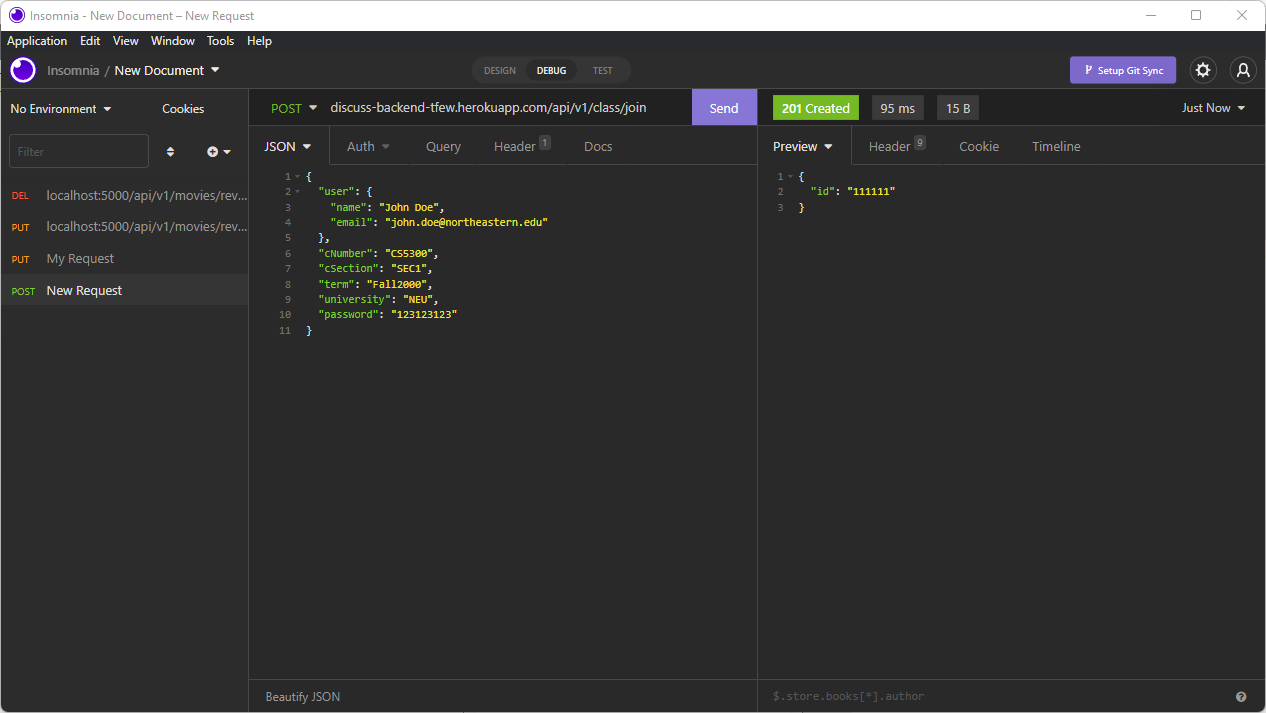 Insomnia - New Document – New Request
Application Edit View Window Tools Help
Insomnia / New Document
DESIGN DEBUG TEST
Setup Git Sync
No Environment Cookies
Filter
DEL localhost:5000/api/v1/movies/rev...
PUT localhost:5000/api/v1/movies/rev...
PUT My Request
POST New Request
POST discuss-backend-tfew.herokuapp.com/api/v1/class/join Send
JSON Auth Query Header 1 Docs
1 {
2 "user": {
3 "name": "John Doe",
4 "email": "john.doe@northeastern.edu"
5 },
6 "cNumber": "CS5300",
7 "cSection": "SEC1",
8 "term": "Fall2000",
9 "university": "NEU",
10 "password": "123123123"
11 }
Beautify JSON
201 Created 95 ms 15 B Just Now
Preview Header 9 Cookie Timeline
1 {
2 "id": "111111"
3 }
$.store.books[*].author
?